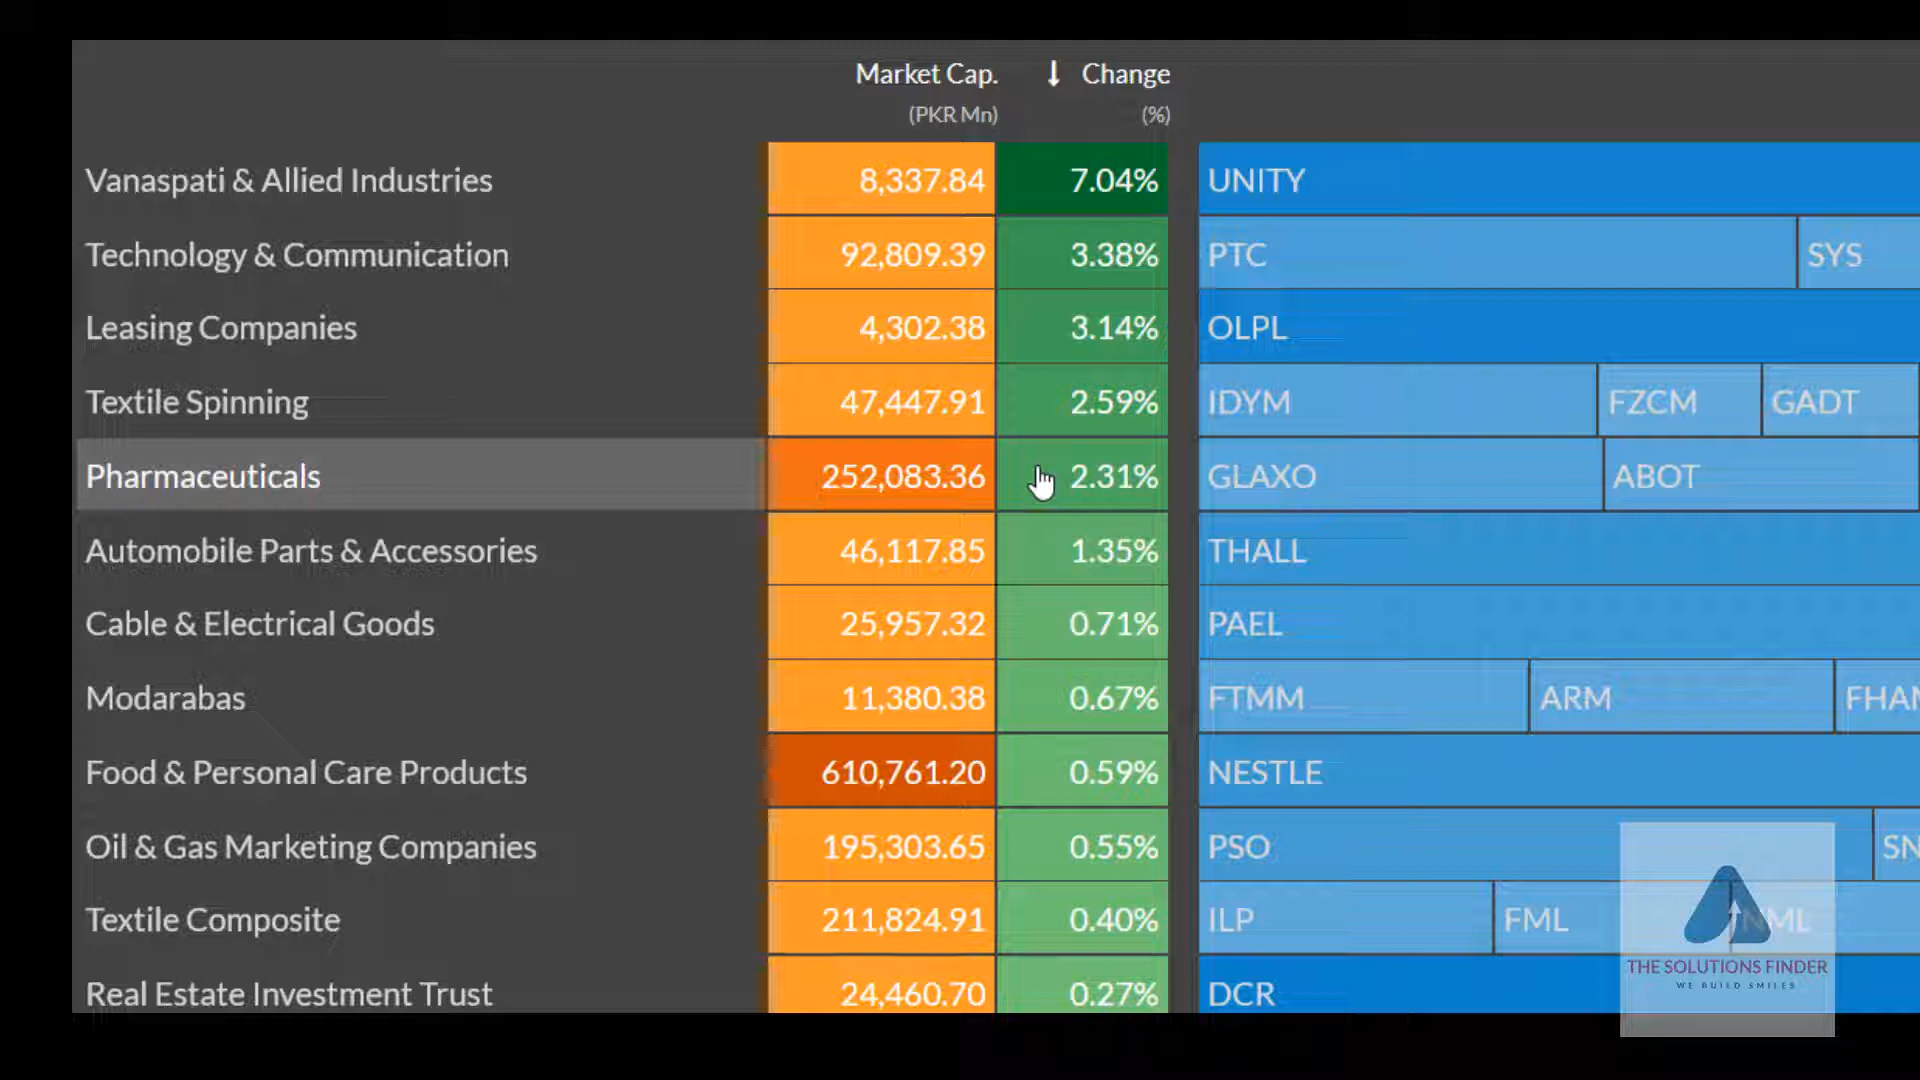 Market Cap. ↓ Change
(PKR Mn) (%)
Vanaspati & Allied Industries 8,337.84 7.04% UNITY
Technology & Communication 92,809.39 3.38% PTC SYS
Leasing Companies 4,302.38 3.14% OLPL
Textile Spinning 47,447.91 2.59% IDYM FZCM GADT
Pharmaceuticals 252,083.36 2.31% GLAXO ABOT
Automobile Parts & Accessories 46,117.85 1.35% THALL
Cable & Electrical Goods 25,957.32 0.71% PAEL
Modarabas 11,380.38 0.67% FTMM ARM
Food & Personal Care Products 610,761.20 0.59% NESTLE
Oil & Gas Marketing Companies 195,303.65 0.55% PSO
Textile Composite 211,824.91 0.40% ILP FML NML
Real Estate Investment Trust 24,460.70 0.27% DCR
THE SOLUTIONS FINDER
WE BUILD SMILES